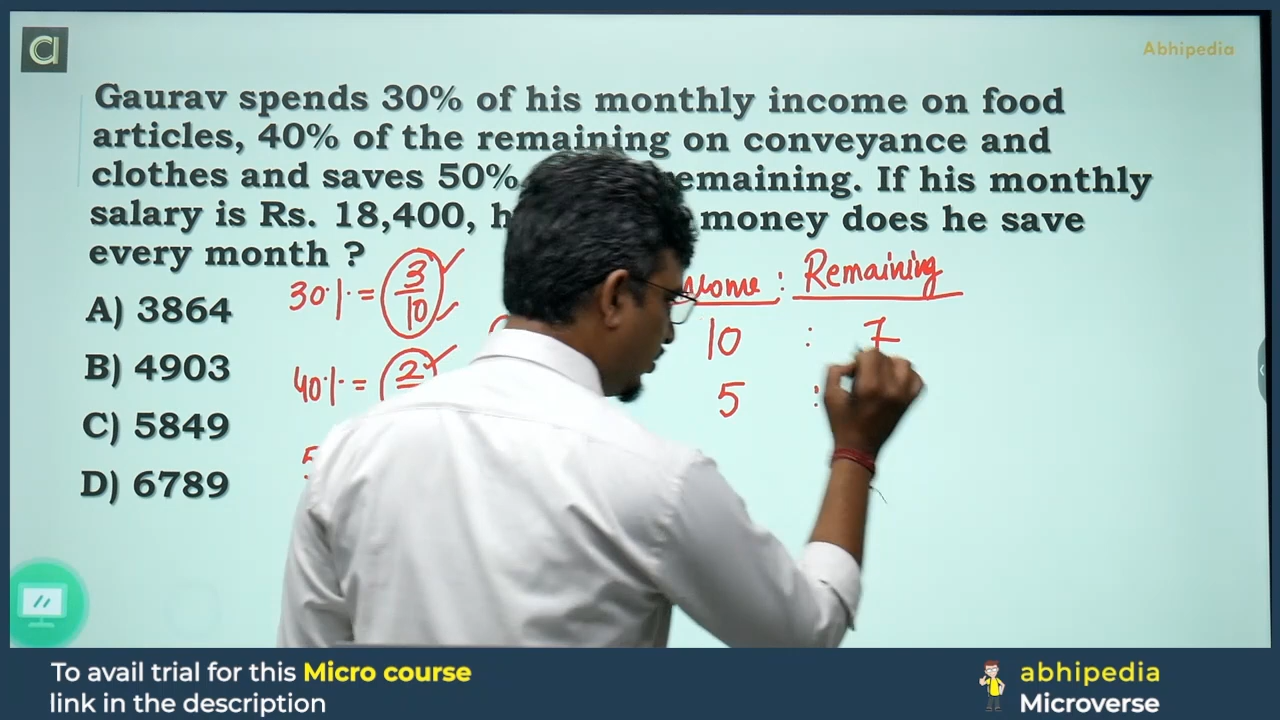 Abhipedia
Gaurav spends 30% of his monthly income on food
articles, 40% of the remaining on conveyance and
clothes and saves 50% emaining. If his monthly
salary is Rs. 18,400, h money does he save
every month ?
A) 3864
B) 4903
C) 5849
D) 6789
30% = 3/10
40% = 2
5
ncome : Remaining
10 : 7
5 :
To avail trial for this Micro course
link in the description
abhipedia
Microverse